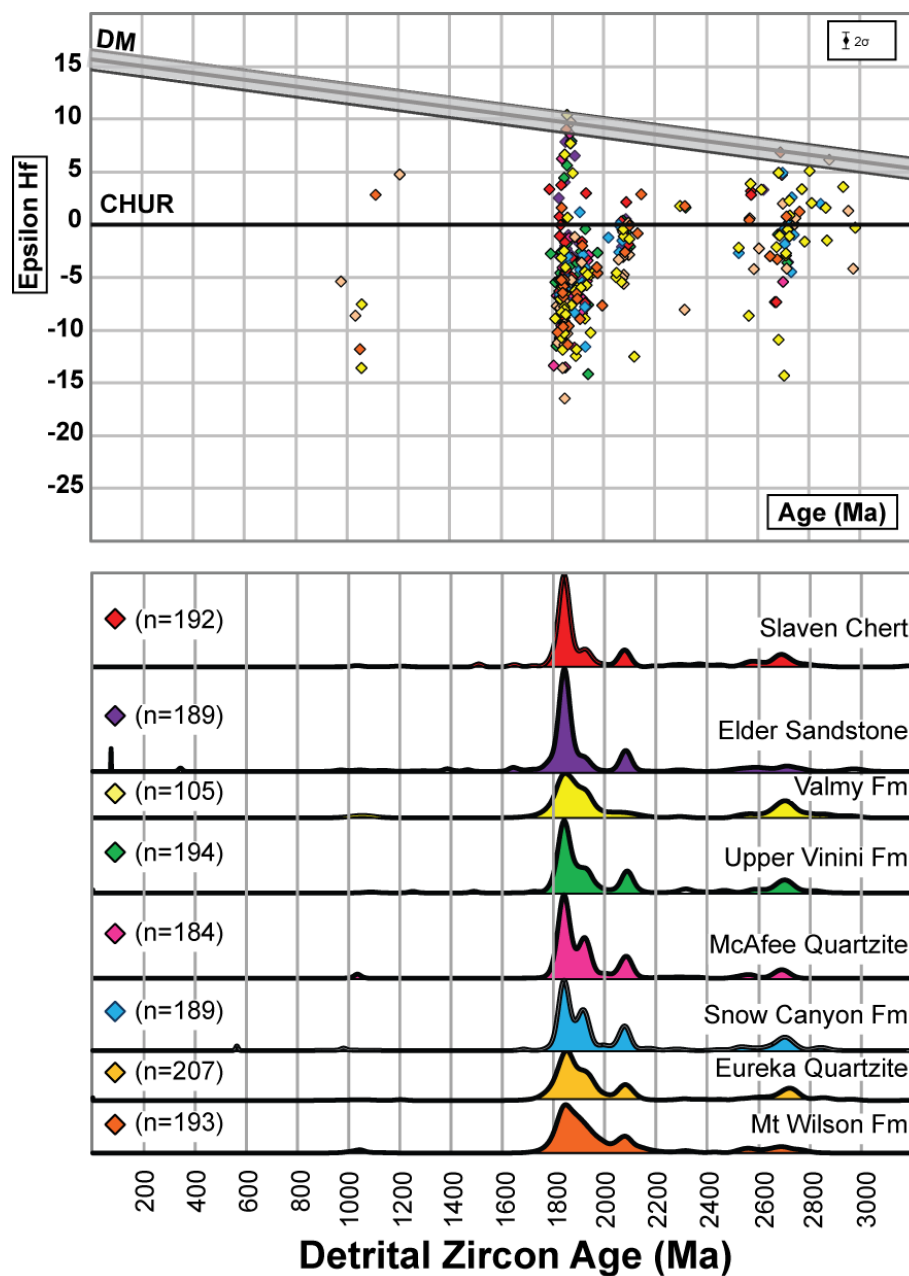 DM
2σ
15
10
5
CHUR
0
-5
-10
-15
-20
-25
Epsilon Hf
Age (Ma)
(n=192)
Slaven Chert
(n=189)
Elder Sandstone
(n=105)
Valmy Fm
(n=194)
Upper Vinini Fm
(n=184)
McAfee Quartzite
(n=189)
Snow Canyon Fm
(n=207)
Eureka Quartzite
(n=193)
Mt Wilson Fm
200 400 600 800 1000 1200 1400 1600 1800 2000 2200 2400 2600 2800 3000
Detrital Zircon Age (Ma)